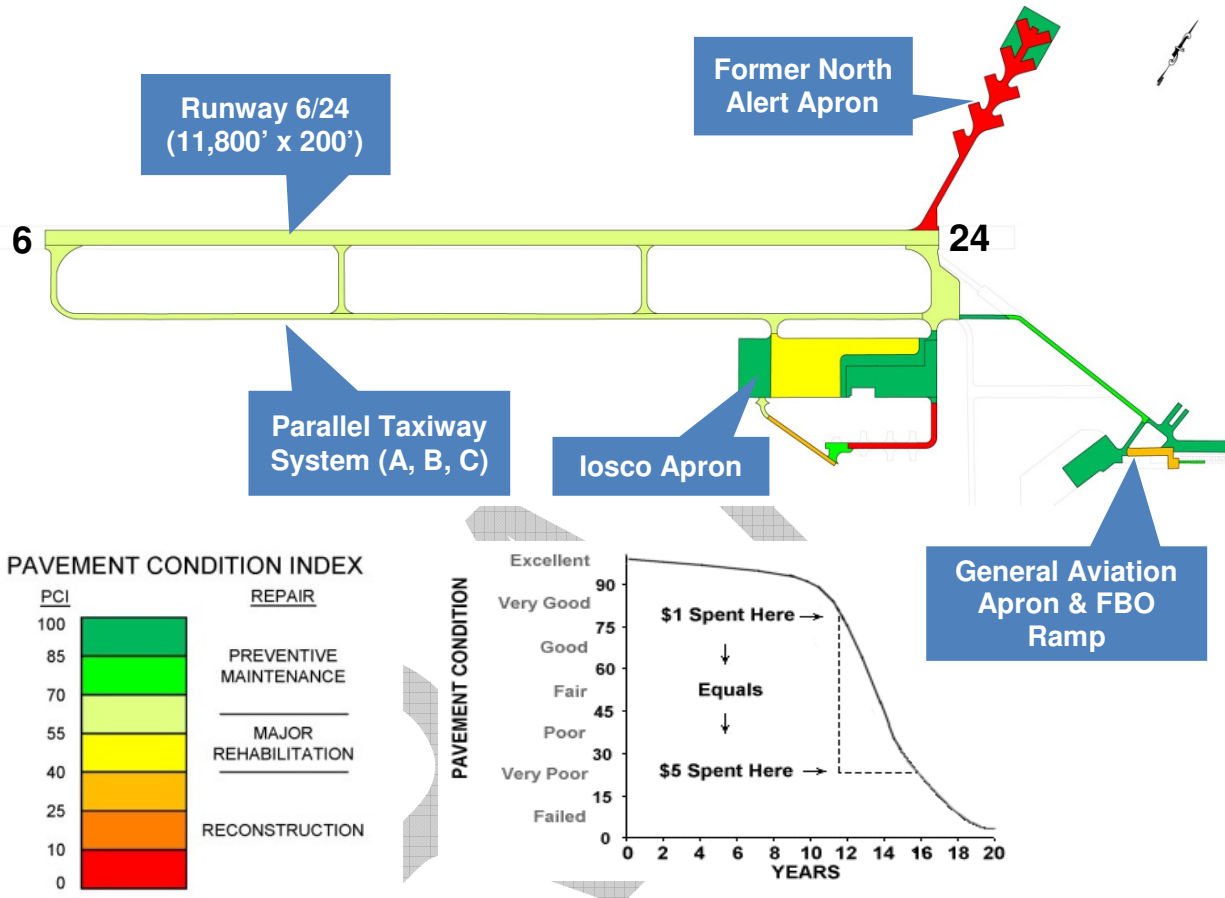 Former North
Alert Apron
Runway 6/24
(11,800' x 200')
6
24
Parallel Taxiway
System (A, B, C)
Iosco Apron
General Aviation
Apron & FBO
Ramp
PAVEMENT CONDITION INDEX
PCI
REPAIR
100
85
70
55
40
25
10
0
PREVENTIVE
MAINTENANCE
MAJOR
REHABILITATION
RECONSTRUCTION
PAVEMENT CONDITION
Excellent
Very Good
Good
Fair
Poor
Very Poor
Failed
90
75
60
45
30
15
0
$1 Spent Here
Equals
$5 Spent Here
0 2 4 6 8 10 12 14 16 18 20
YEARS